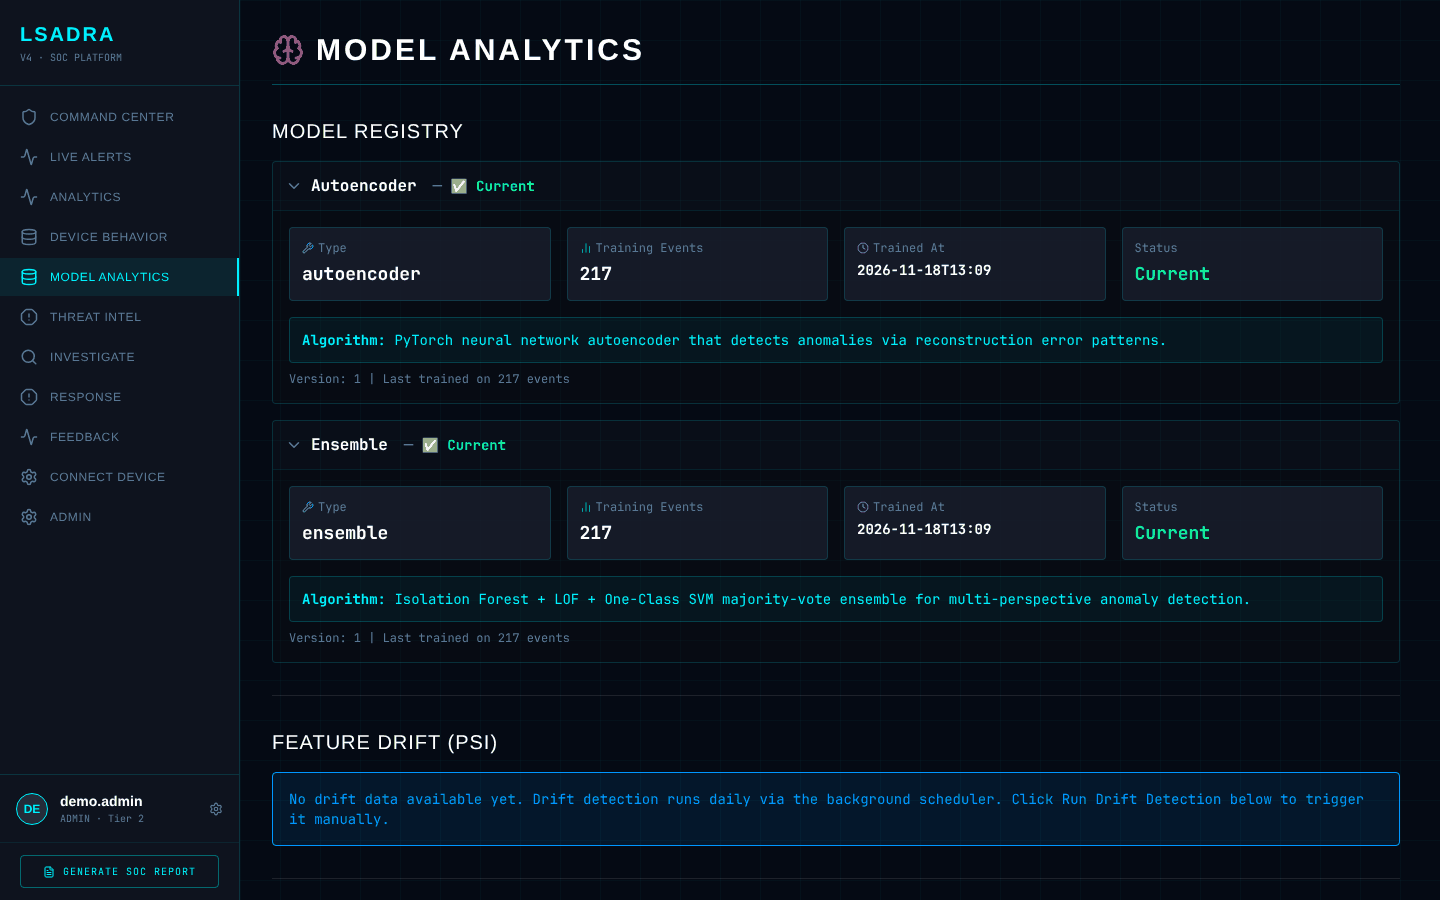 LSADRA
V4 · SOC PLATFORM
COMMAND CENTER
LIVE ALERTS
ANALYTICS
DEVICE BEHAVIOR
MODEL ANALYTICS
THREAT INTEL
INVESTIGATE
RESPONSE
FEEDBACK
CONNECT DEVICE
ADMIN
DE
demo.admin
ADMIN · Tier 2
GENERATE SOC REPORT
MODEL ANALYTICS
MODEL REGISTRY
Autoencoder — ✅ Current
Type
autoencoder
Training Events
217
Trained At
2026-11-18T13:09
Status
Current
Algorithm: PyTorch neural network autoencoder that detects anomalies via reconstruction error patterns.
Version: 1 | Last trained on 217 events
Ensemble — ✅ Current
Type
ensemble
Training Events
217
Trained At
2026-11-18T13:09
Status
Current
Algorithm: Isolation Forest + LOF + One-Class SVM majority-vote ensemble for multi-perspective anomaly detection.
Version: 1 | Last trained on 217 events
FEATURE DRIFT (PSI)
No drift data available yet. Drift detection runs daily via the background scheduler. Click Run Drift Detection below to trigger
it manually.